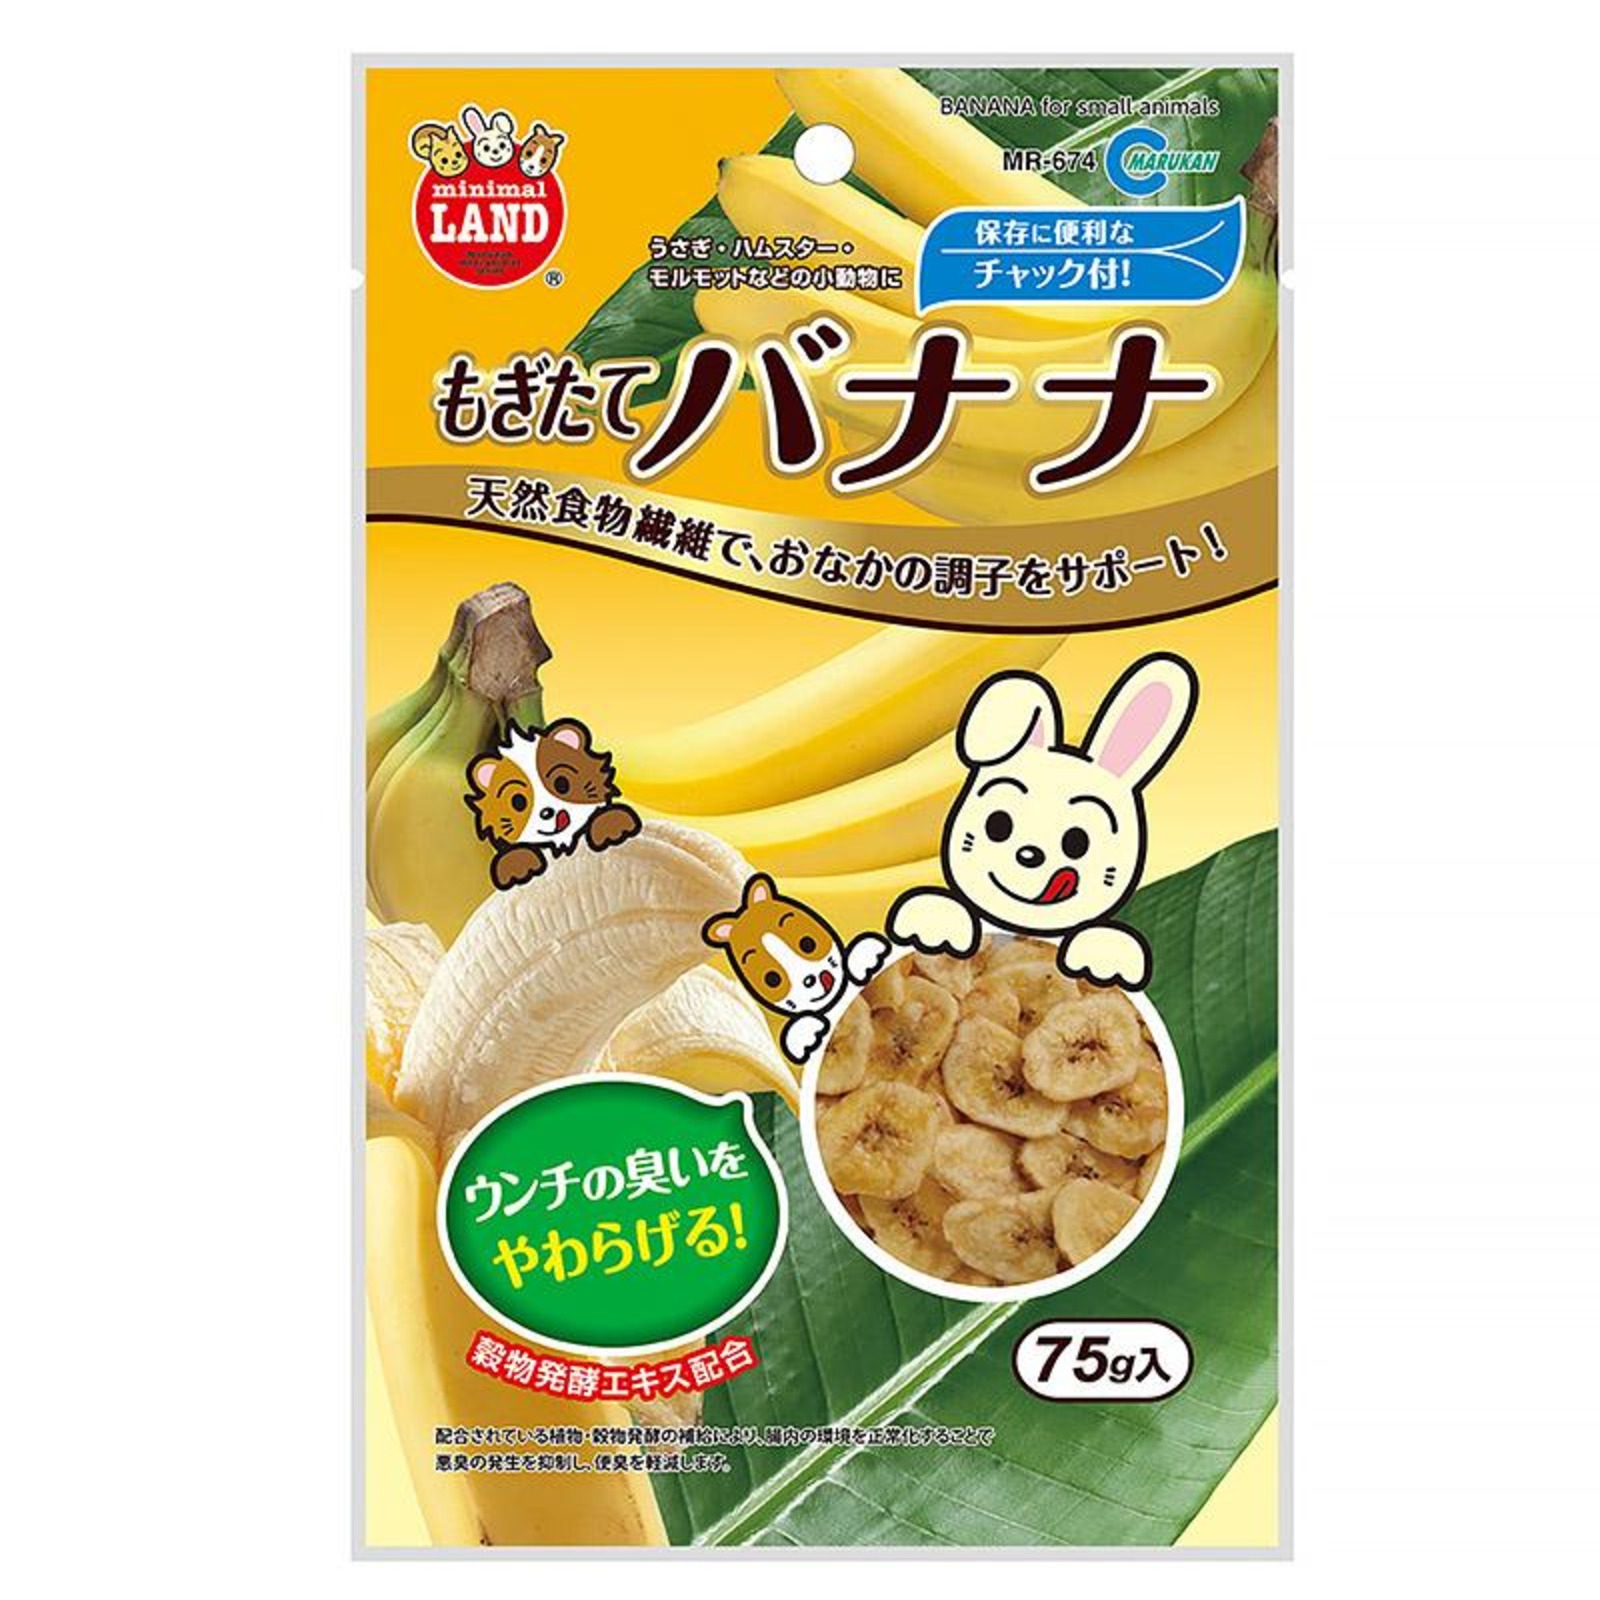 BANANA for small animals
MR-674 MARUKAN
minimal
LAND
®
うさぎ・ハムスター・
モルモットなどの小動物に
保存に便利な
チャック付!
もぎたてバナナ
天然食物繊維で、おなかの調子をサポート!
ウンチの臭いを
やわらげる!
穀物発酵エキス配合
75g入
配合されている植物・穀物発酵の補給により、腸内の環境を正常化することで
悪臭の発生を抑制し、便臭を軽減します。